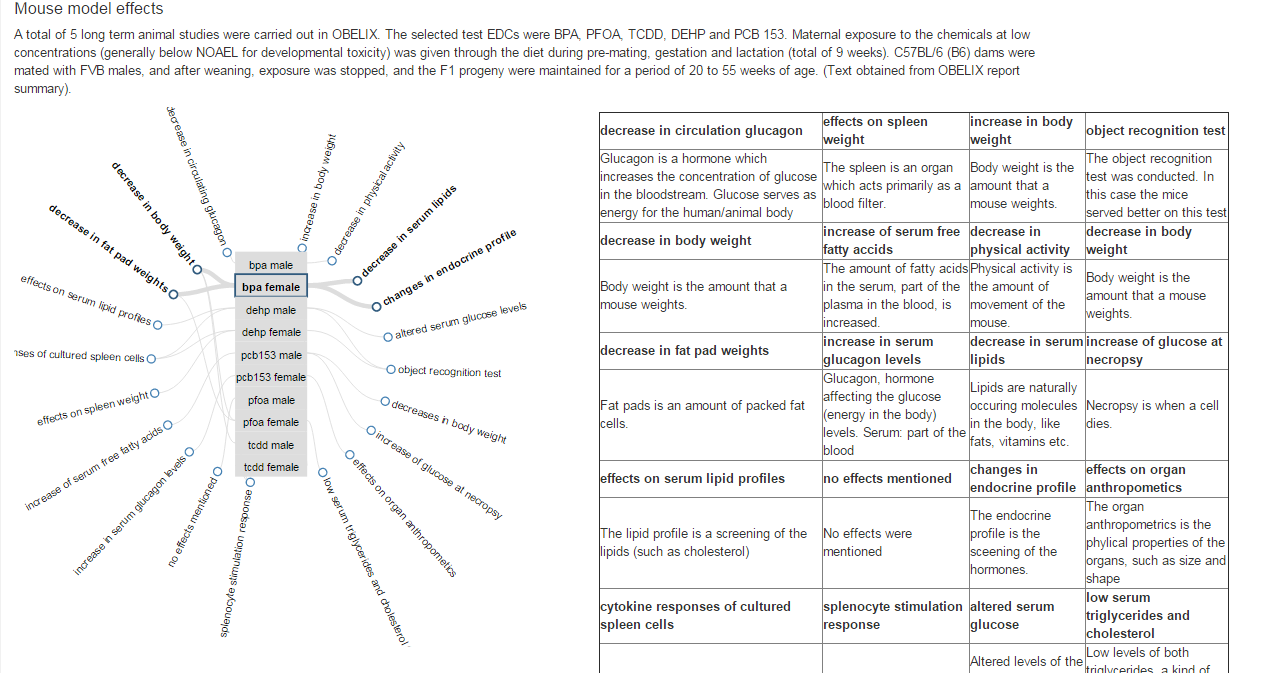 Mouse model effects
A total of 5 long term animal studies were carried out in OBELIX. The selected test EDCs were BPA, PFOA, TCDD, DEHP and PCB 153. Maternal exposure to the chemicals at low
concentrations (generally below NOAEL for developmental toxicity) was given through the diet during pre-mating, gestation and lactation (total of 9 weeks). C57BL/6 (B6) dams were
mated with FVB males, and after weaning, exposure was stopped, and the F1 progeny were maintained for a period of 20 to 55 weeks of age. (Text obtained from OBELIX report
summary).
decrease in circulating glucagon
decrease in body weight
decrease in fat pad weights
effects on serum lipid profiles
ses of cultured spleen cells
effects on spleen weight
increase of serum free fatty acids
increase in serum glucagon levels
no effects mentioned
splenocyte stimulation response
bpa male
bpa female
dehp male
dehp female
pcb153 male
pcb153 female
pfoa male
pfoa female
tcdd male
tcdd female
increase in body weight
decrease in physical activity
decrease in serum lipids
changes in endocrine profile
altered serum glucose levels
object recognition test
decreases in body weight
increase of glucose at necropsy
effects on organ anthropometics
low serum triglycerides and cholesterol
decrease in circulation glucagon
effects on spleen
weight
increase in body
weight
object recognition test
Glucagon is a hormone which
increases the concentration of glucose
in the bloodstream. Glucose serves as
energy for the human/animal body
The spleen is an organ
which acts primarily as a
blood filter.
Body weight is the
amount that a
mouse weights.
The object recognition
test was conducted. In
this case the mice
served better on this test
decrease in body weight
increase of serum free
fatty accids
decrease in
physical activity
decrease in body
weight
Body weight is the amount that a
mouse weights.
The amount of fatty acids
in the serum, part of the
plasma in the blood, is
increased.
Physical activity is
the amount of
movement of the
mouse.
Body weight is the
amount that a mouse
weights.
decrease in fat pad weights
increase in serum
glucagon levels
decrease in serum
lipids
increase of glucose at
necropsy
Fat pads is an amount of packed fat
cells.
Glucagon, hormone
affecting the glucose
(energy in the body)
levels. Serum: part of the
blood
Lipids are naturally
occuring molecules
in the body, like
fats, vitamins etc.
Necropsy is when a cell
dies.
effects on serum lipid profiles
no effects mentioned
changes in
endocrine profile
effects on organ
anthropometics
The lipid profile is a screening of the
lipids (such as cholesterol)
No effects were
mentioned
The endocrine
profile is the
sceening of the
hormones.
The organ
anthropometrics is the
phylical properties of the
organs, such as size and
shape
cytokine responses of cultured
spleen cells
splenocyte stimulation
response
altered serum
glucose
low serum
triglycerides and
cholesterol
Altered levels of the
Low levels of both
triglycerides, a kind of